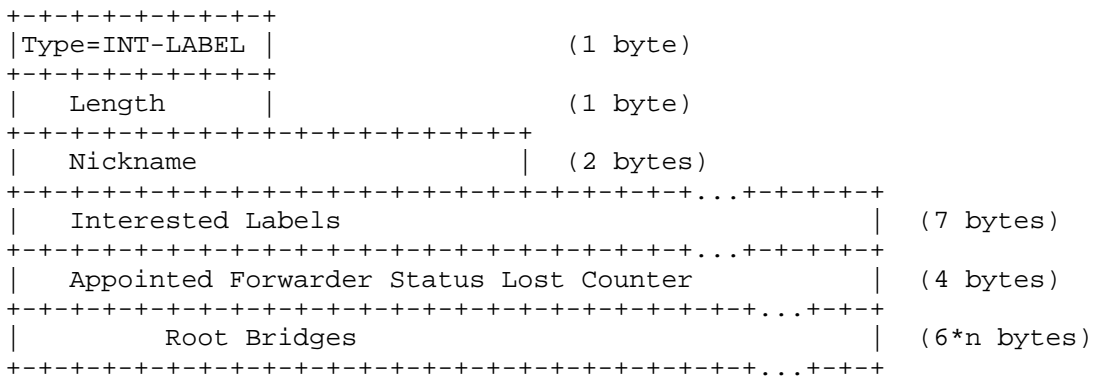 +-+-+-+-+-+-+-+-+
|Type=INT-LABEL | (1 byte)
+-+-+-+-+-+-+-+-+
| Length | (1 byte)
+-+-+-+-+-+-+-+-+-+-+-+-+-+-+-+-+
| Nickname | (2 bytes)
+-+-+-+-+-+-+-+-+-+-+-+-+-+-+-+-+-+-+-+-+-+...+-+-+-+-+
| Interested Labels | (7 bytes)
+-+-+-+-+-+-+-+-+-+-+-+-+-+-+-+-+-+-+-+-+-+...+-+-+-+-+
| Appointed Forwarder Status Lost Counter | (4 bytes)
+-+-+-+-+-+-+-+-+-+-+-+-+-+-+-+-+-+-+-+-+-+-+-+...+-+-+
| Root Bridges | (6*n bytes)
+-+-+-+-+-+-+-+-+-+-+-+-+-+-+-+-+-+-+-+-+-+-+-+...+-+-+